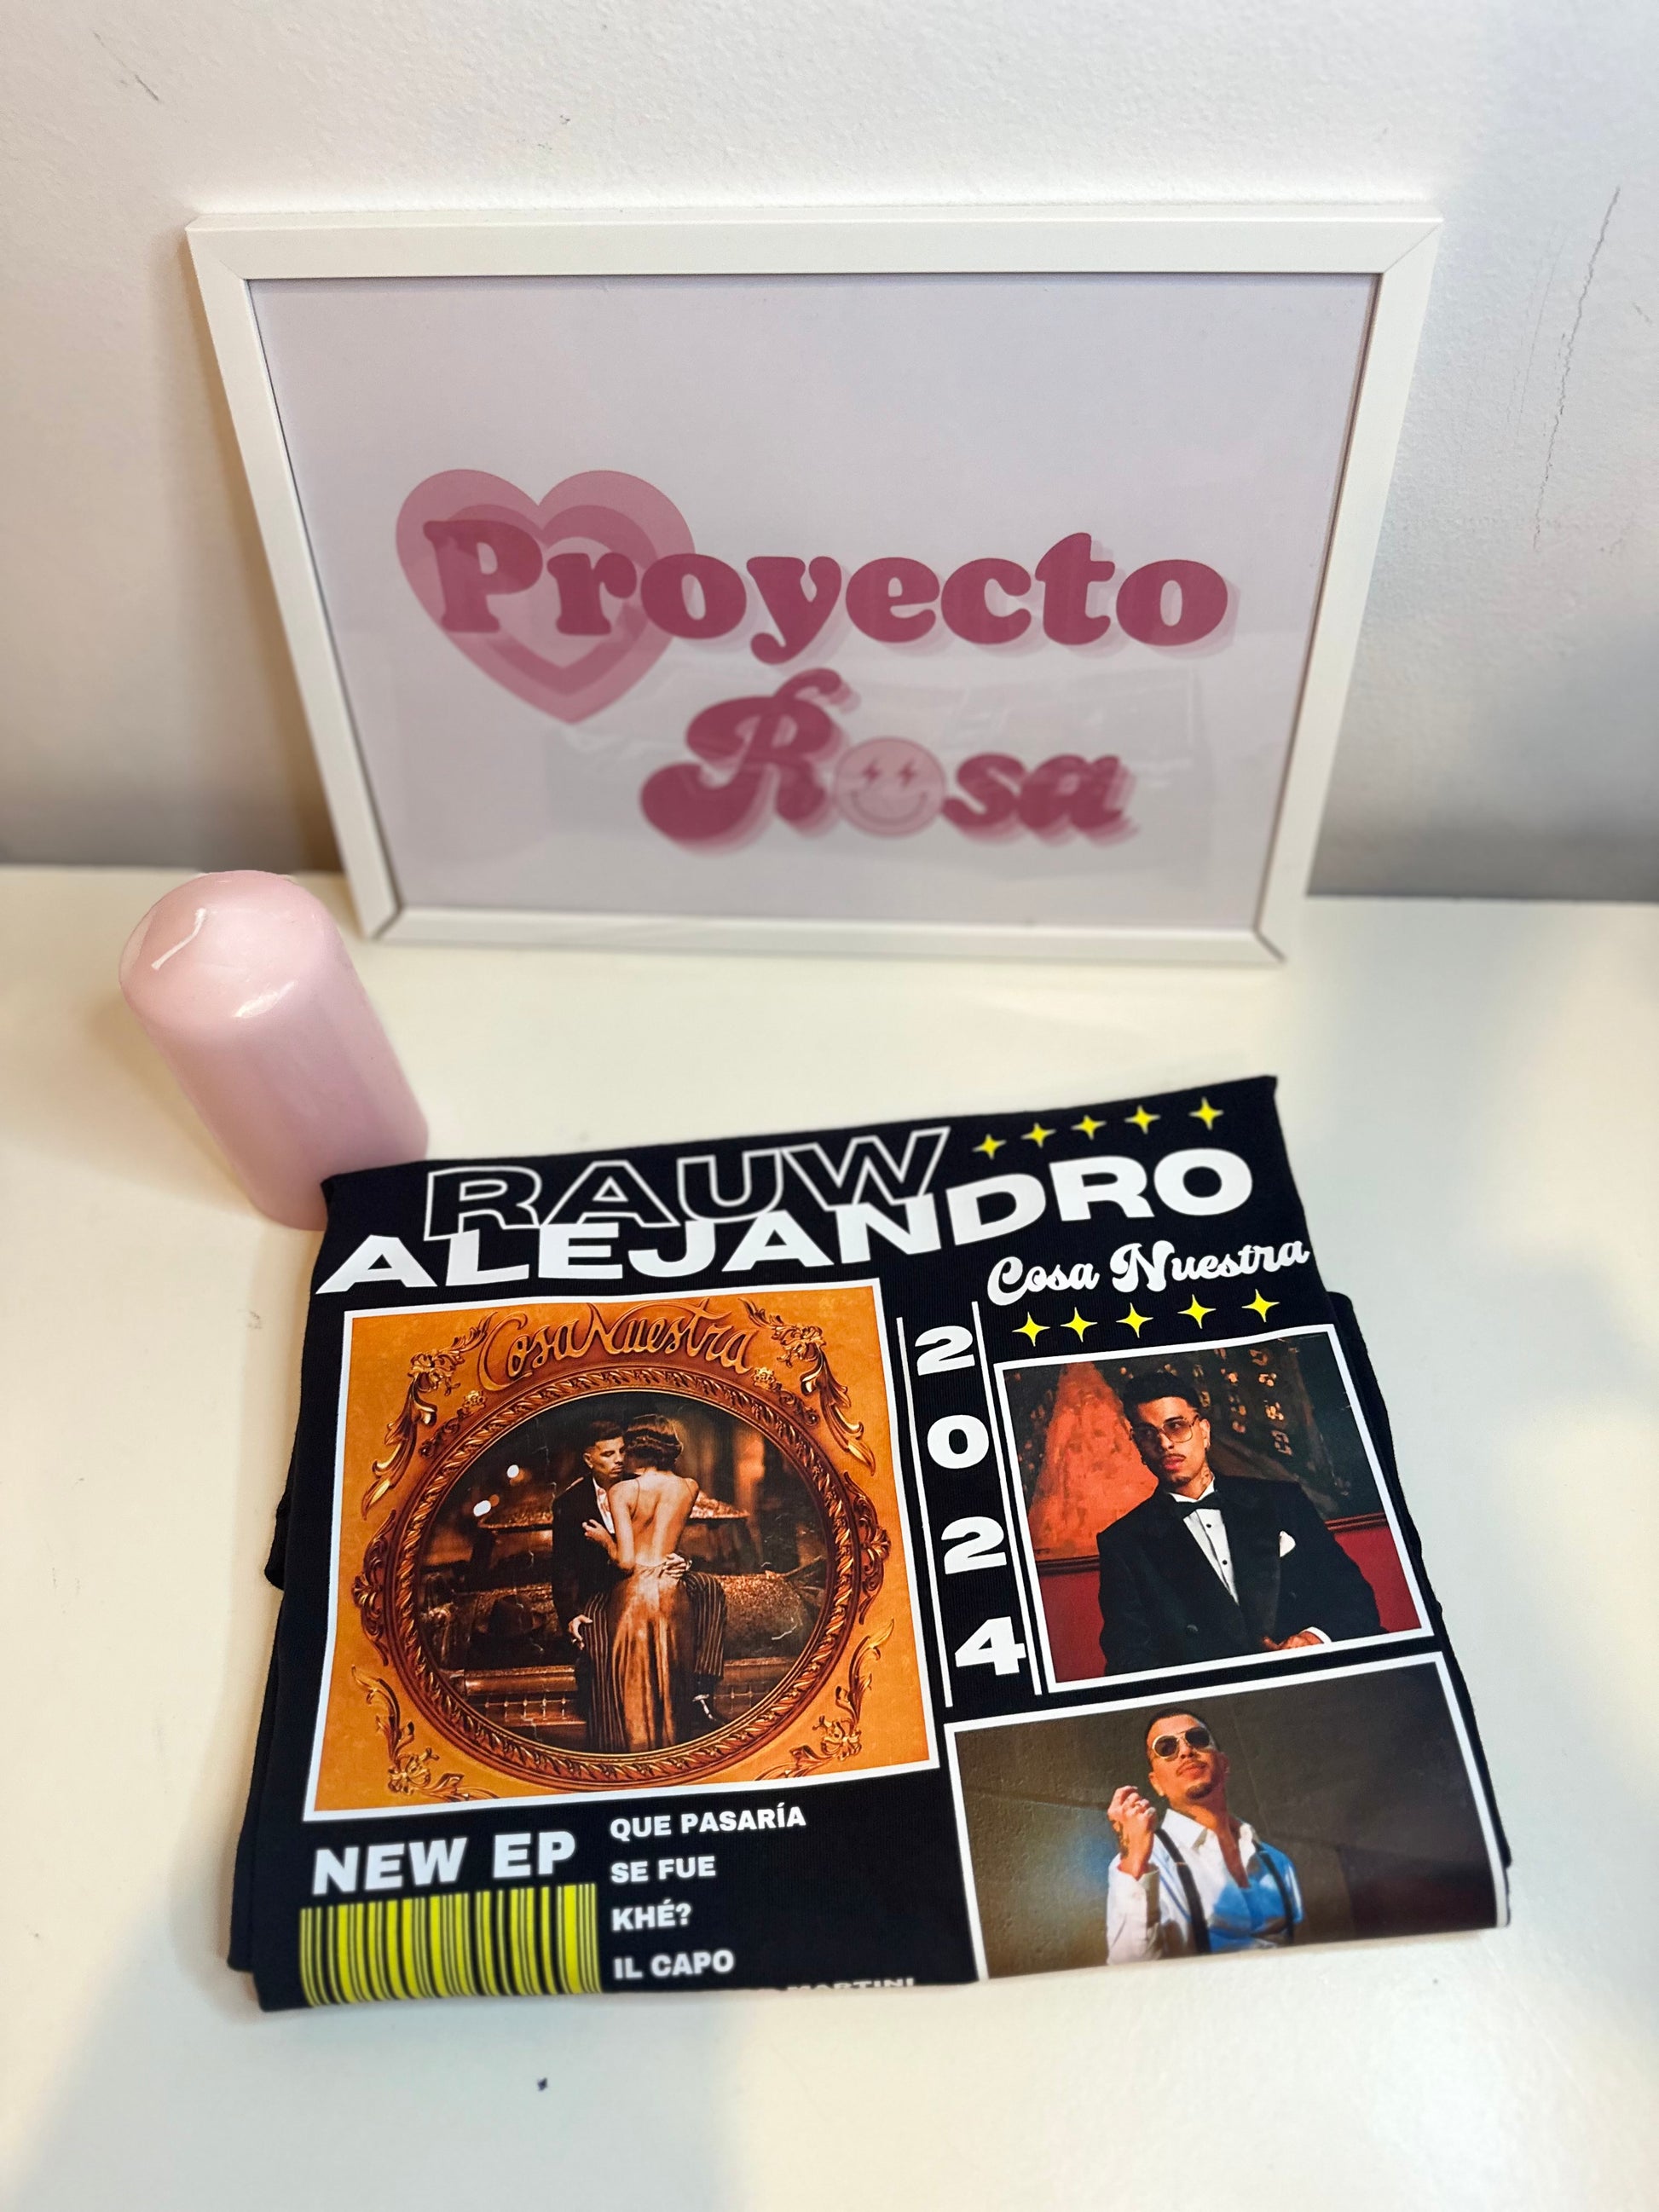 Proyecto
Rosa
RAUW
ALEJANDRO
Cosa Nuestra
Cosa Nuestra
2
0
2
4
NEW EP
QUE PASARÍA
SE FUE
KHÉ?
IL CAPO
MARTINI